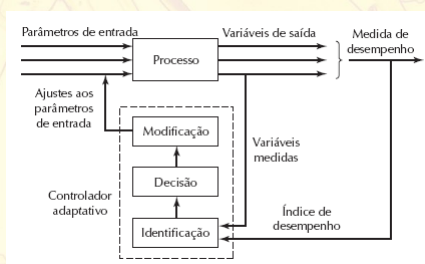 Parâmetros de entrada
Variáveis de saída
Medida de
desempenho
Processo
Ajustes aos
parâmetros
de entrada
Modificação
Variáveis
medidas
Decisão
Controlador
adaptativo
Índice de
desempenho
Identificação